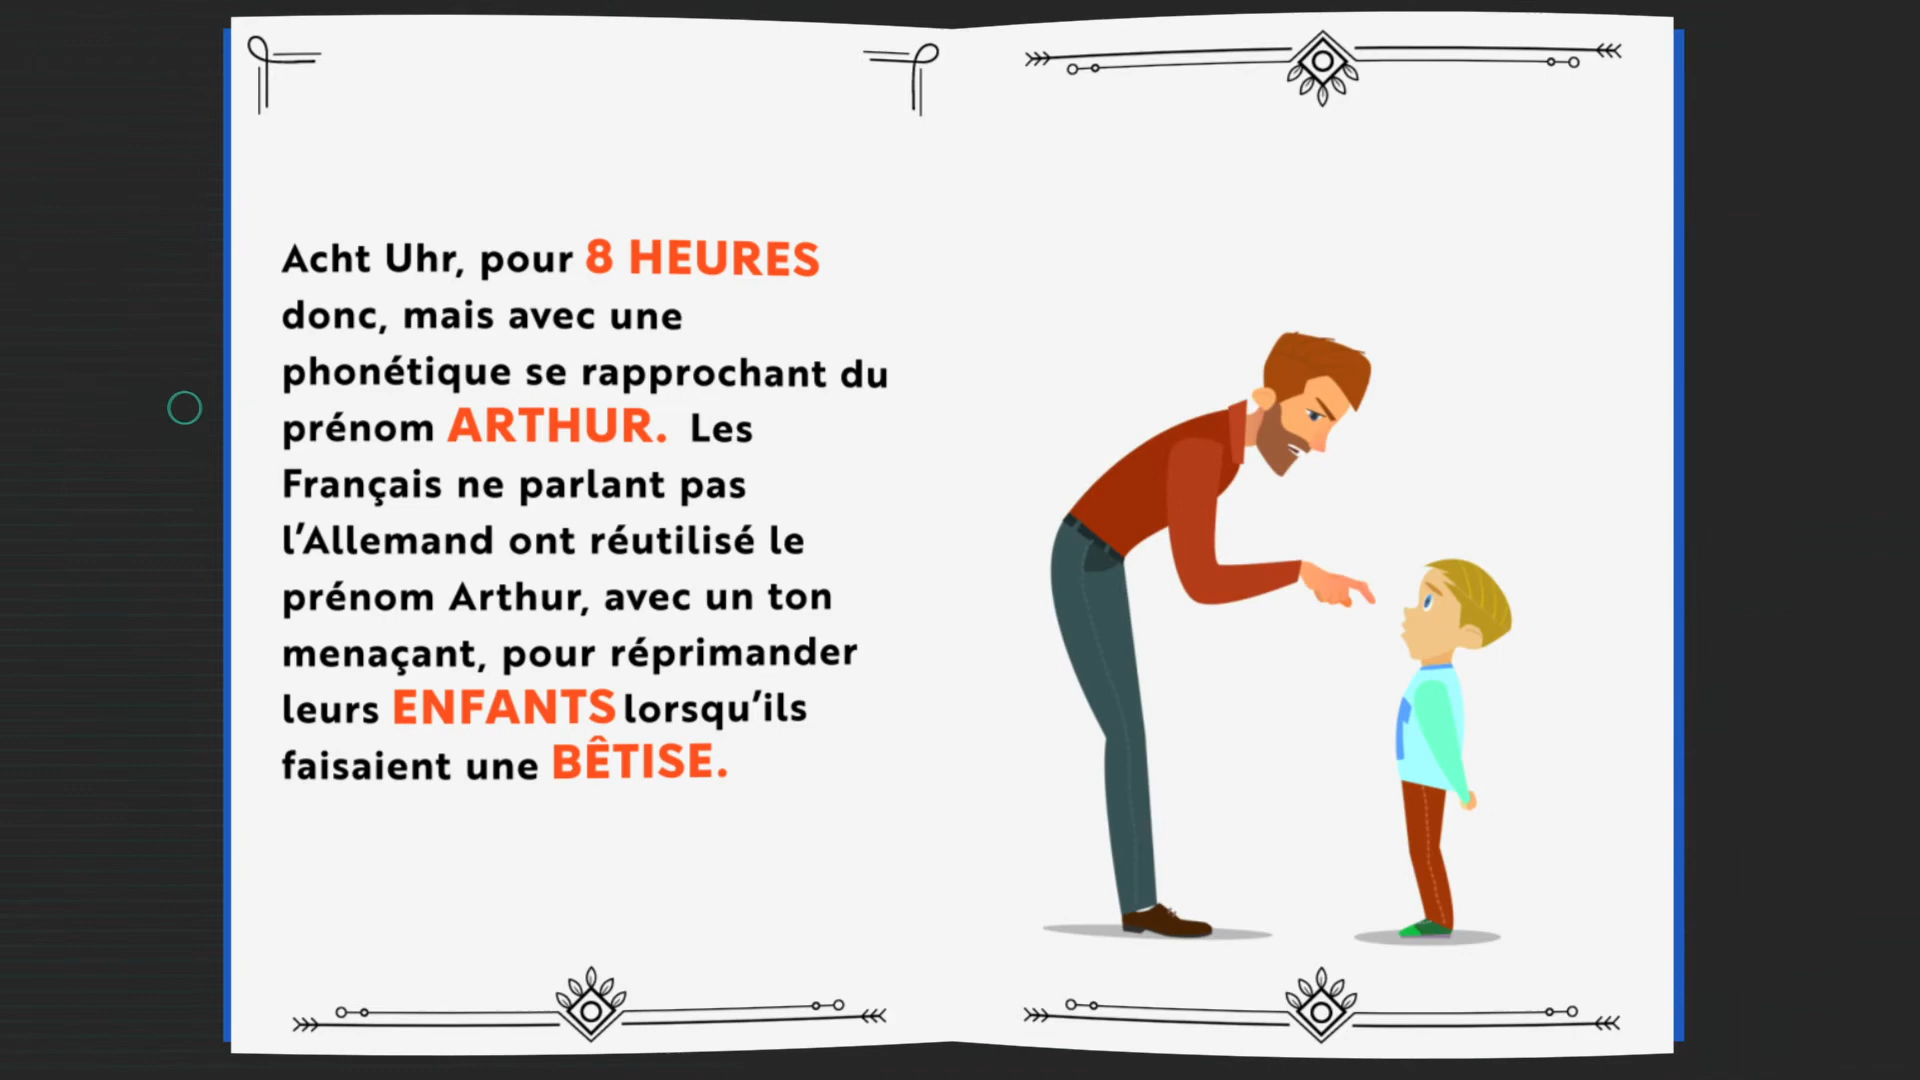 Acht Uhr, pour 8 HEURES
donc, mais avec une
phonétique se rapprochant du
prénom ARTHUR. Les
Français ne parlant pas
l’Allemand ont réutilisé le
prénom Arthur, avec un ton
menaçant, pour réprimander
leurs ENFANTS lorsqu’ils
faisaient une BÊTISE.